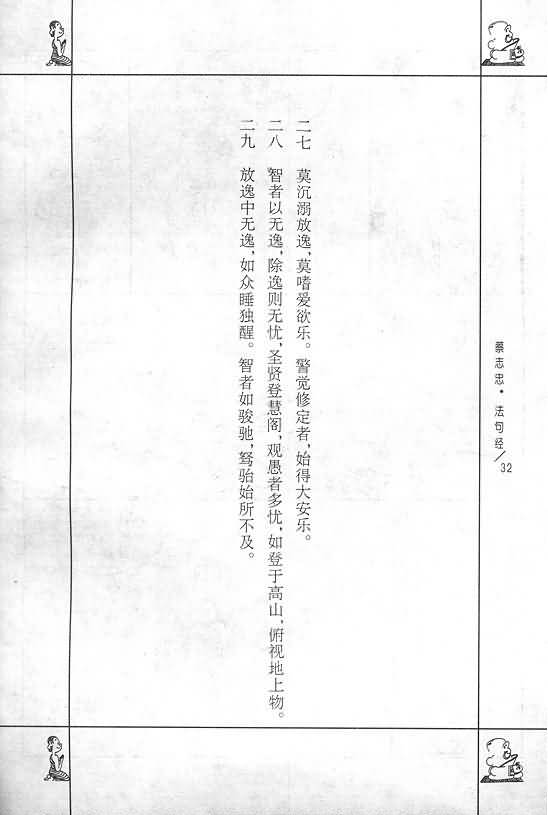 二七 莫沉溺放逸,莫嗜爱欲乐。警觉修定者,始得大安乐。
二八 智者以无逸,除逸则无忧,圣贤登慧阁,观愚者多忧,如登于高山,俯视地上物。
二九 放逸中无逸,如众睡独醒。智者如骏驰,驽骀始所不及。
蔡志忠·法句经/32